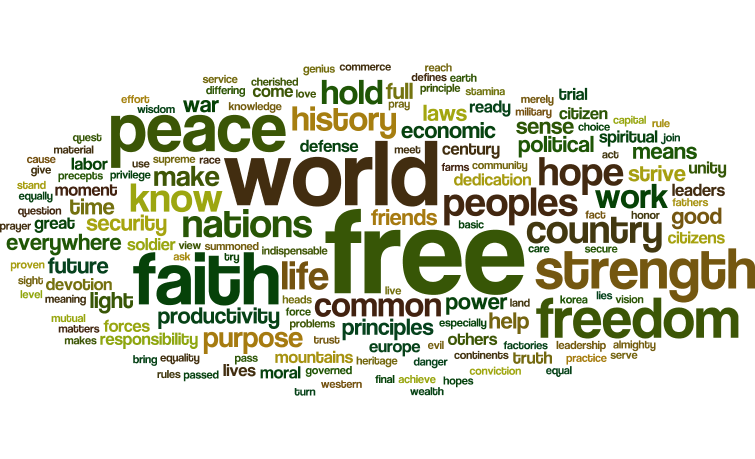 genius commerce reach
service cherished defines earth
differing come love hold full principle stamina
effort wisdom war knowledge pray laws ready merely trial
peace history military citizen capital rule
quest defense economic sense choice
material meet century political spiritual join
cause labor use supreme race world farms community act means
give precepts privilege make hope strive unity
stand moment know dedication leaders
equally peoples work fathers
question time nations friends fact honor good
prayer great security free basic country
everywhere soldier view summoned indispensable care secure citizens
proven future ask try faith life strength
sight devotion live
level meaning light heads common power land korea lies vision
productivity force freedom
mutual forces problems principles especially help
matters responsibility purpose trust others factories leadership almighty
makes europe evil
bring equality pass mountains heritage danger continents truth practice serve
rules passed lives moral governed conviction equal
western final achieve hopes
turn wealth